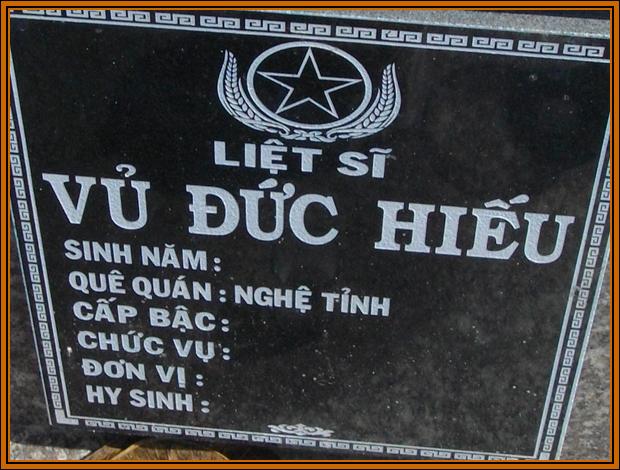 LIỆT SĨ
VỦ ĐỨC HIẾU
SINH NĂM :
QUÊ QUÁN : NGHỆ TỈNH
CẤP BẬC :
CHỨC VỤ :
ĐƠN VỊ :
HY SINH :